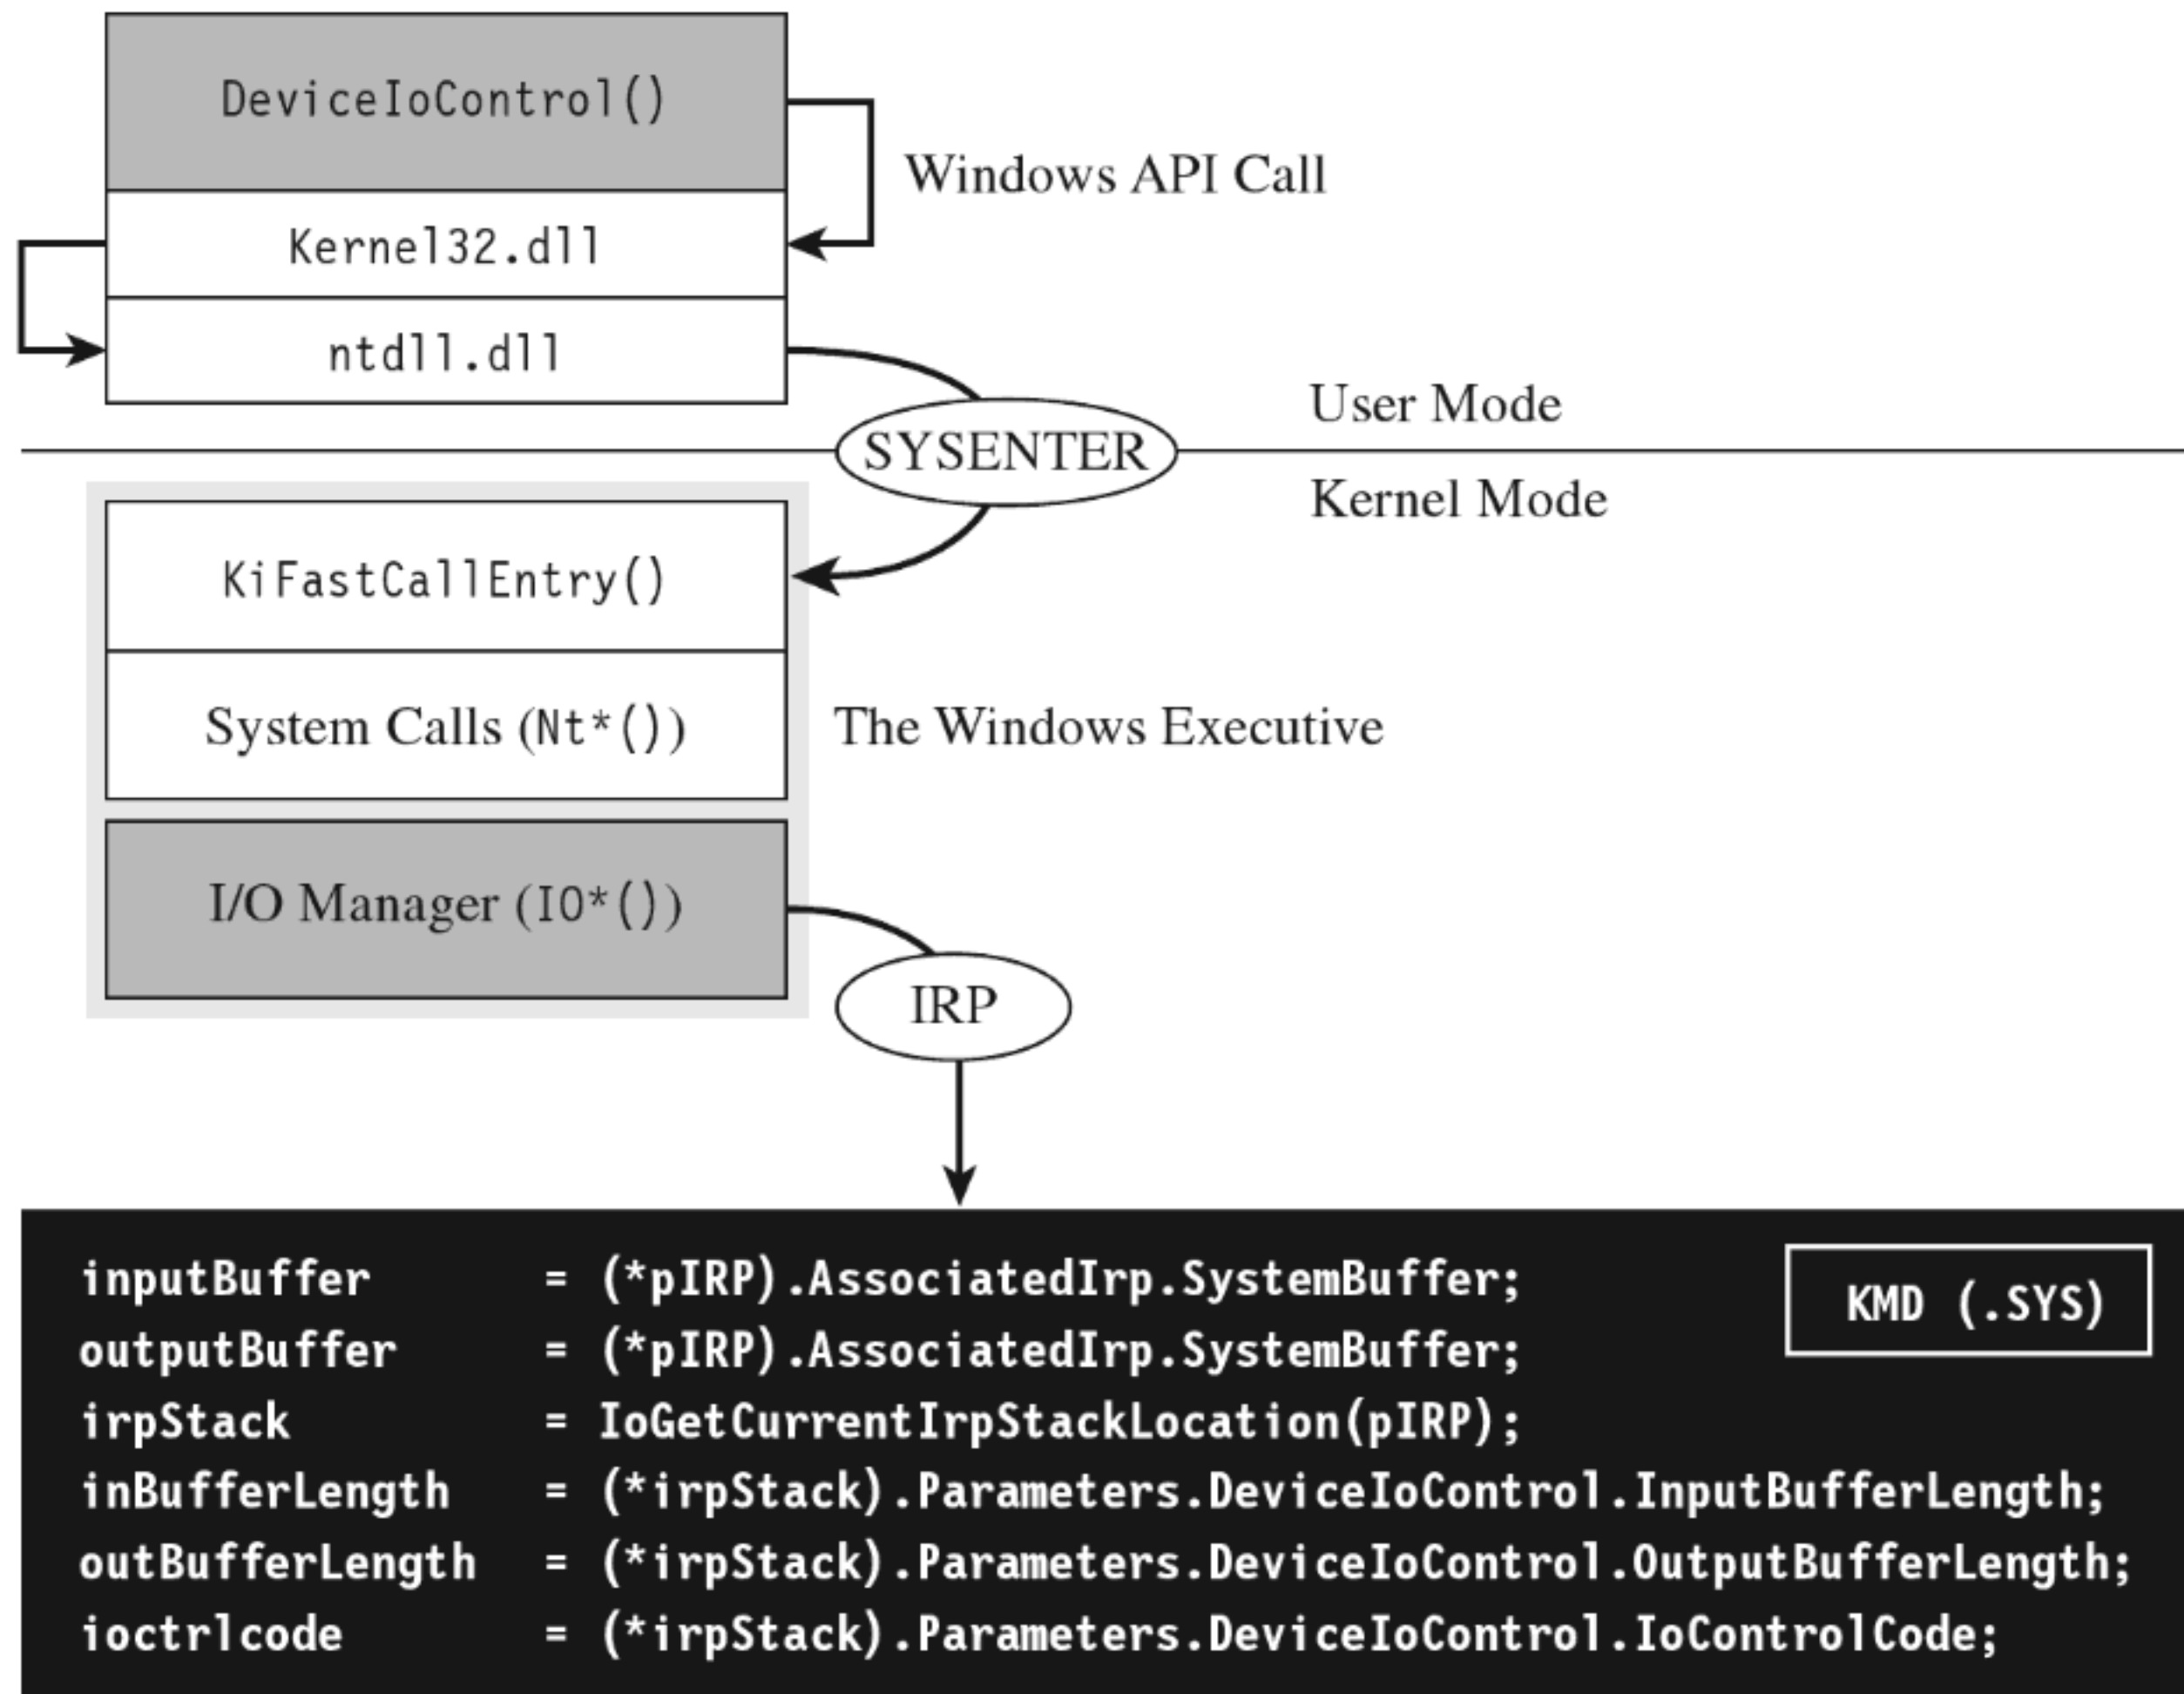 DeviceIoControl()
Windows API Call
Kernel32.dll
ntdll.dll
User Mode
SYSENTER
Kernel Mode
KiFastCallEntry()
System Calls (Nt*())
The Windows Executive
I/O Manager (IO*())
IRP
KMD (.SYS)
inputBuffer = (*pIRP).AssociatedIrp.SystemBuffer;
outputBuffer = (*pIRP).AssociatedIrp.SystemBuffer;
irpStack = IoGetCurrentIrpStackLocation(pIRP);
inBufferLength = (*irpStack).Parameters.DeviceIoControl.InputBufferLength;
outBufferLength = (*irpStack).Parameters.DeviceIoControl.OutputBufferLength;
ioctrlcode = (*irpStack).Parameters.DeviceIoControl.IoControlCode;